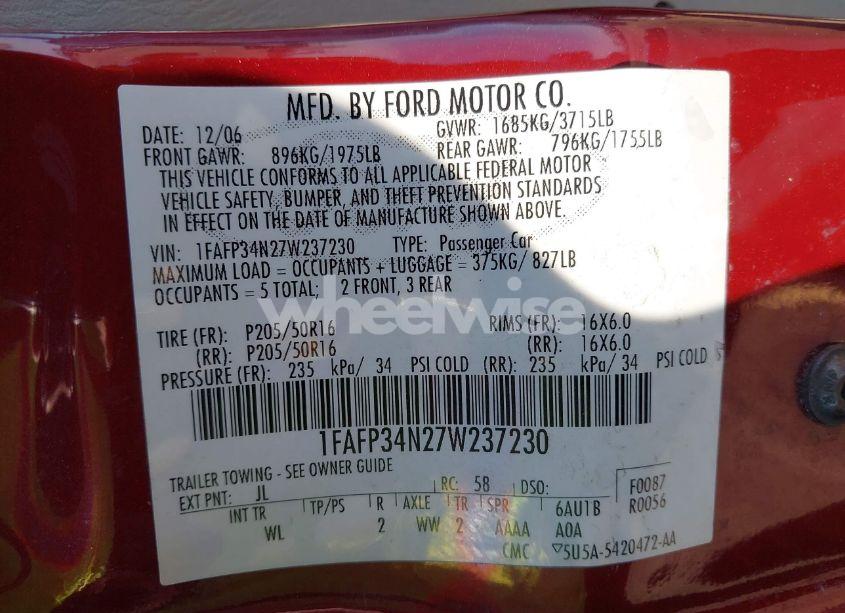 MFD. BY FORD MOTOR CO.
DATE: 12/06 GVWR: 1685KG/3715LB
FRONT GAWR: 896KG/1975LB REAR GAWR: 796KG/1755LB
THIS VEHICLE CONFORMS TO ALL APPLICABLE FEDERAL MOTOR
VEHICLE SAFETY, BUMPER, AND THEFT PREVENTION STANDARDS
IN EFFECT ON THE DATE OF MANUFACTURE SHOWN ABOVE.
VIN: 1FAFP34N27W237230 TYPE: Passenger Car
MAXIMUM LOAD = OCCUPANTS + LUGGAGE = 375KG/ 827LB
OCCUPANTS = 5 TOTAL; 2 FRONT, 3 REAR
wheelwise
TIRE (FR): P205/50R16 RIMS (FR): 16X6.0
(RR): P205/50R16 (RR): 16X6.0
PRESSURE (FR): 235 kPa/ 34 PSI COLD (RR): 235 kPa/ 34 PSI COLD
1FAFP34N27W237230
TRAILER TOWING - SEE OWNER GUIDE
EXT PNT: JL RC: 58 DSO: F0087
INT TR TP/PS R AXLE TR SPR 6AU1B R0056
WL 2 WW 2 AAAA A0A
CMC 5U5A-5420472-AA